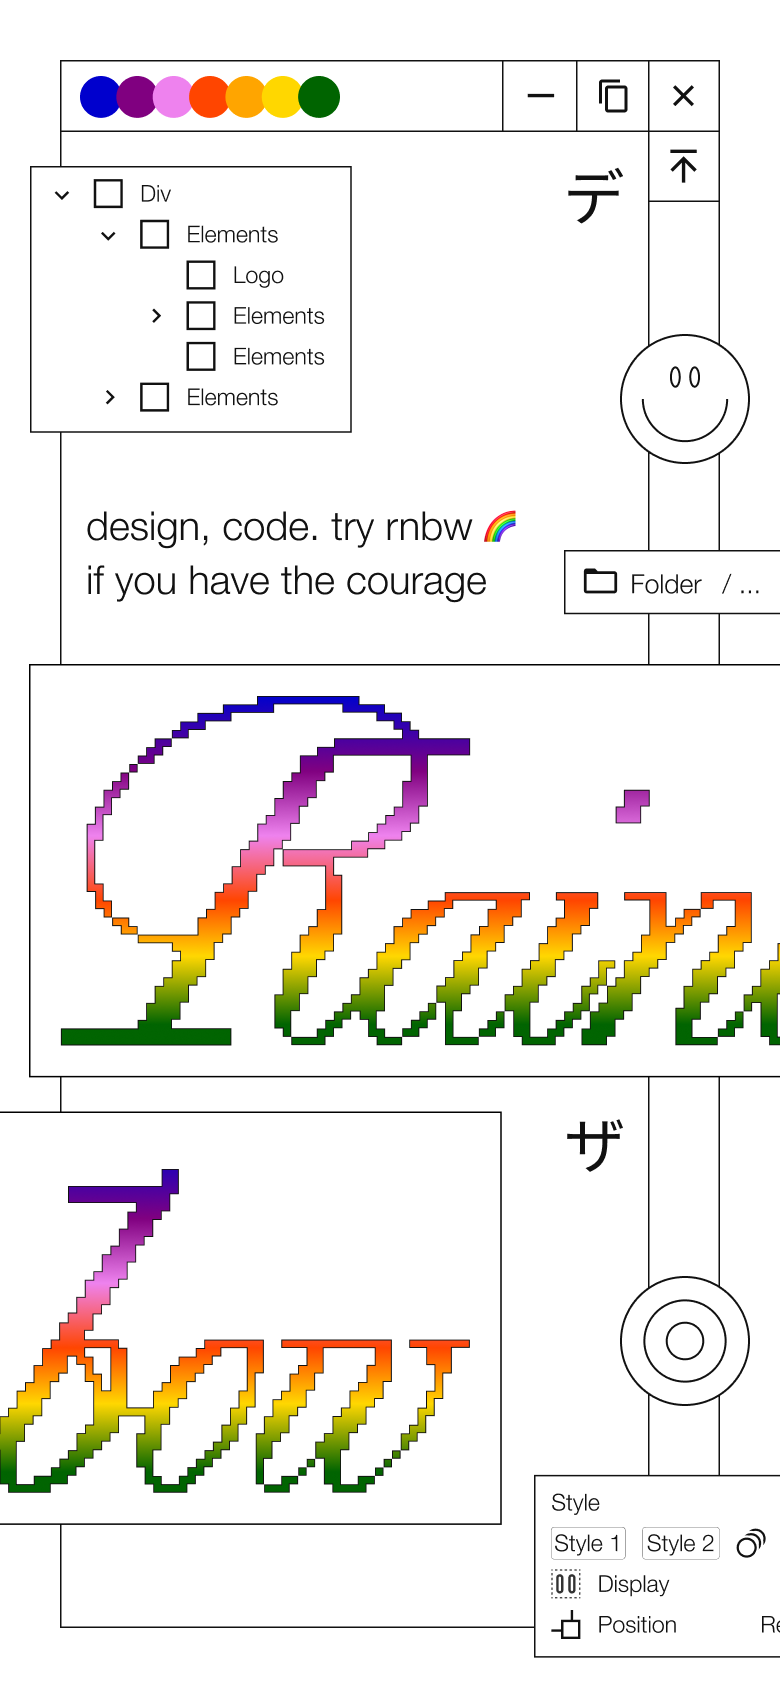 Div
Elements
Logo
Elements
Elements
Elements
デ
design, code. try rnbw 🌈
if you have the courage
Folder / ...
Rain
bow
ザ
Style
Style 1 Style 2
Display
Position Re